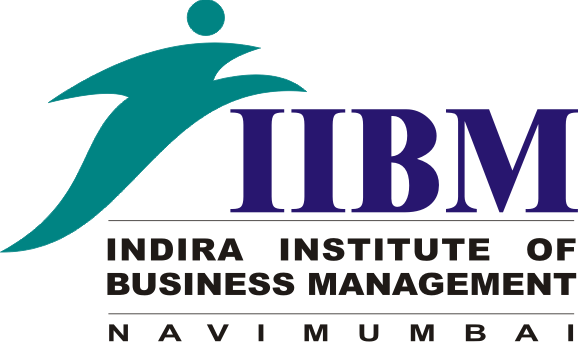 IIBM
INDIRA INSTITUTE OF
BUSINESS MANAGEMENT
NAVI MUMBAI